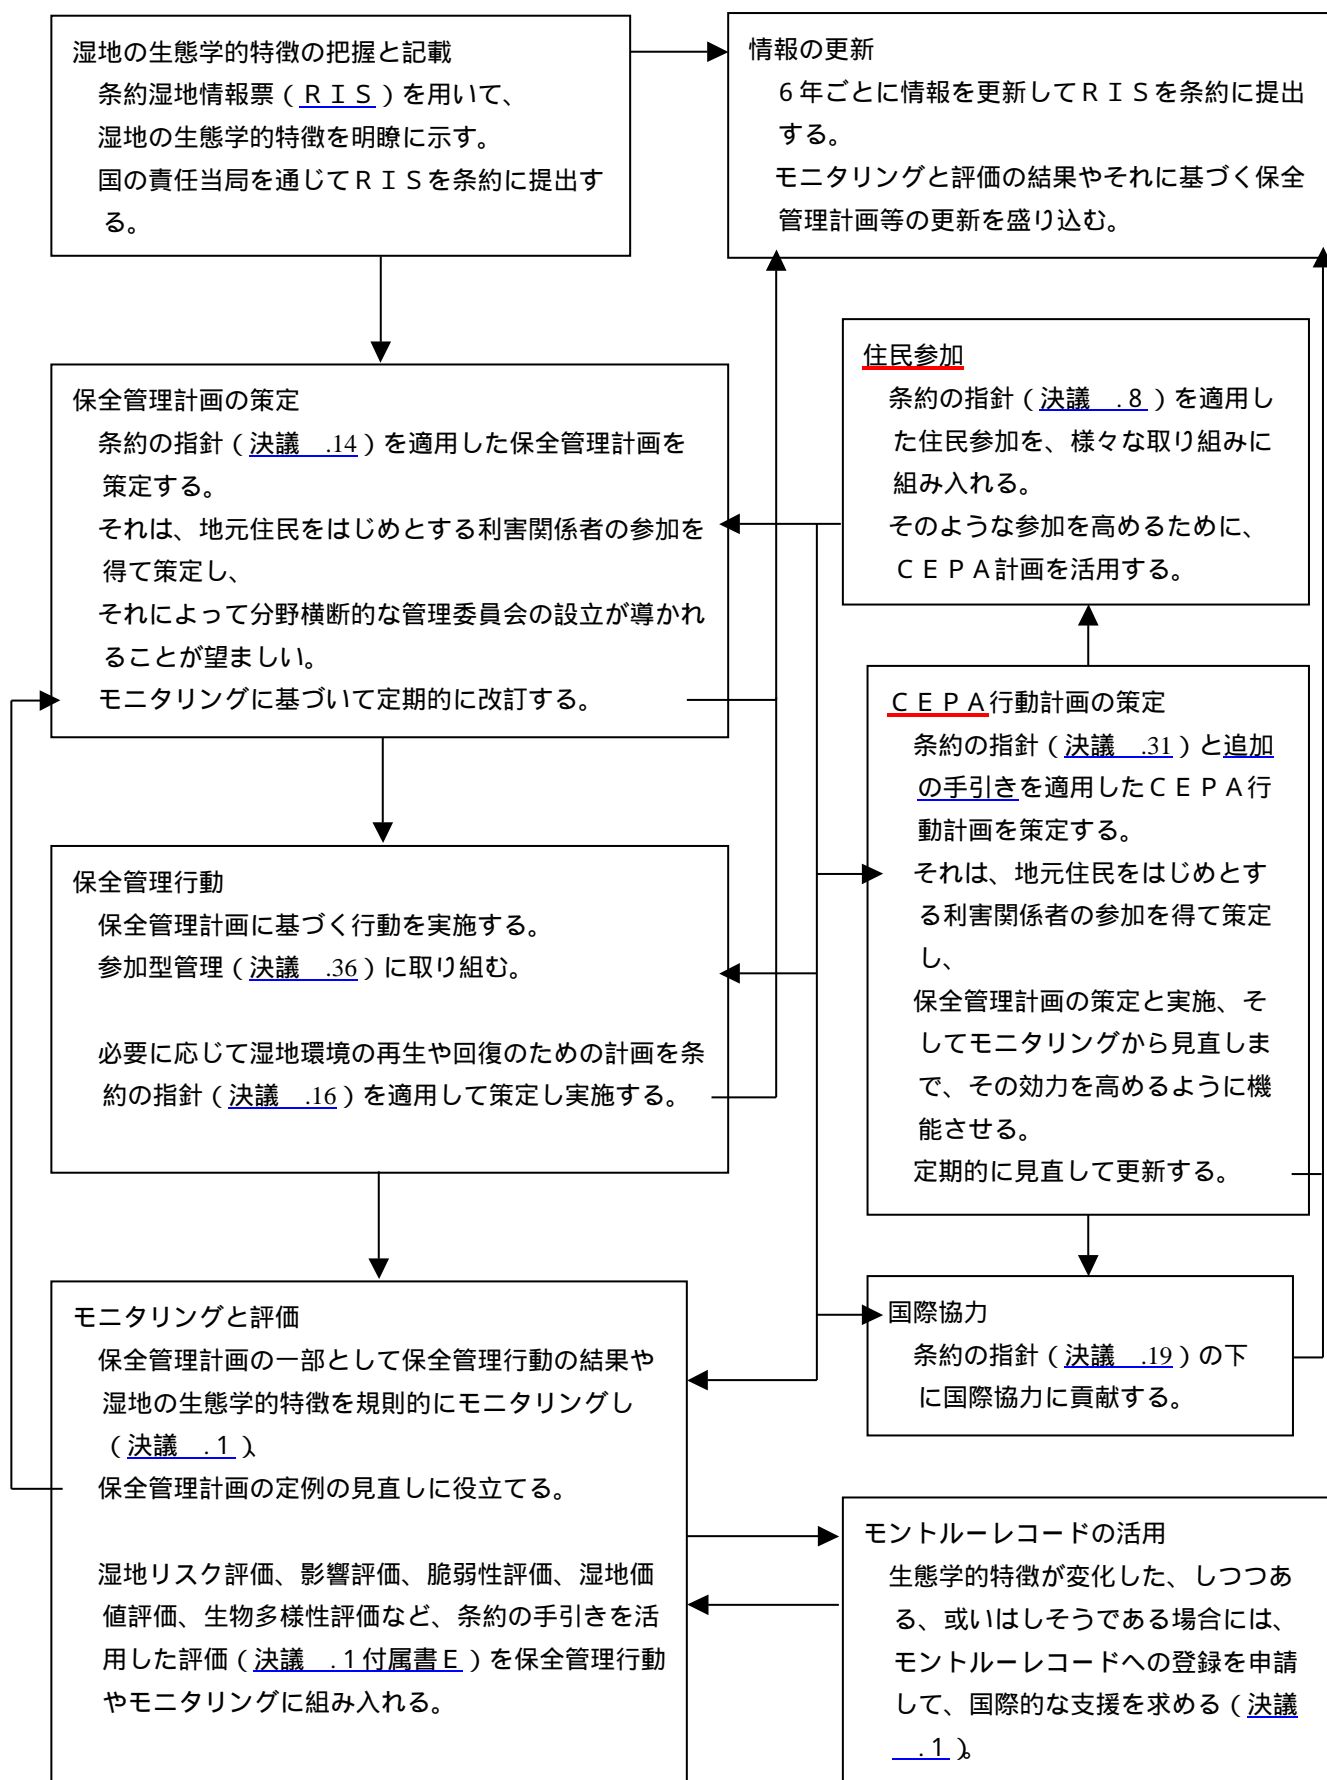 湿地の生態学的特徴の把握と記載
条約湿地情報票（ＲＩＳ）を用いて、
湿地の生態学的特徴を明瞭に示す。
国の責任当局を通じてＲＩＳを条約に提出す
る。
情報の更新
６年ごとに情報を更新してＲＩＳを条約に提出
する。
モニタリングと評価の結果やそれに基づく保全
管理計画等の更新を盛り込む。
住民参加
条約の指針（決議　.８）を適用し
た住民参加を、様々な取り組みに
組み入れる。
そのような参加を高めるために、
ＣＥＰＡ計画を活用する。
保全管理計画の策定
条約の指針（決議　.14）を適用した保全管理計画を
策定する。
それは、地元住民をはじめとする利害関係者の参加を
得て策定し、
それによって分野横断的な管理委員会の設立が導かれ
ることが望ましい。
モニタリングに基づいて定期的に改訂する。
ＣＥＰＡ行動計画の策定
条約の指針（決議　.31）と追加
の手引きを適用したＣＥＰＡ行
動計画を策定する。
それは、地元住民をはじめとす
る利害関係者の参加を得て策定
し、
保全管理計画の策定と実施、そ
してモニタリングから見直しま
で、その効力を高めるように機
能させる。
定期的に見直して更新する。
保全管理行動
保全管理計画に基づく行動を実施する。
参加型管理（決議　.36）に取り組む。
必要に応じて湿地環境の再生や回復のための計画を条
約の指針（決議　.16）を適用して策定し実施する。
国際協力
条約の指針（決議　.19）の下
に国際協力に貢献する。
モニタリングと評価
保全管理計画の一部として保全管理行動の結果や
湿地の生態学的特徴を規則的にモニタリングし
（決議　.１）、
保全管理計画の定例の見直しに役立てる。
湿地リスク評価、影響評価、脆弱性評価、湿地価
値評価、生物多様性評価など、条約の手引きを活
用した評価（決議　.１付属書Ｅ）を保全管理行動
やモニタリングに組み入れる。
モントルーレコードの活用
生態学的特徴が変化した、しつつあ
る、或いはしそうである場合には、
モントルーレコードへの登録を申請
して、国際的な支援を求める（決議
　.１）。